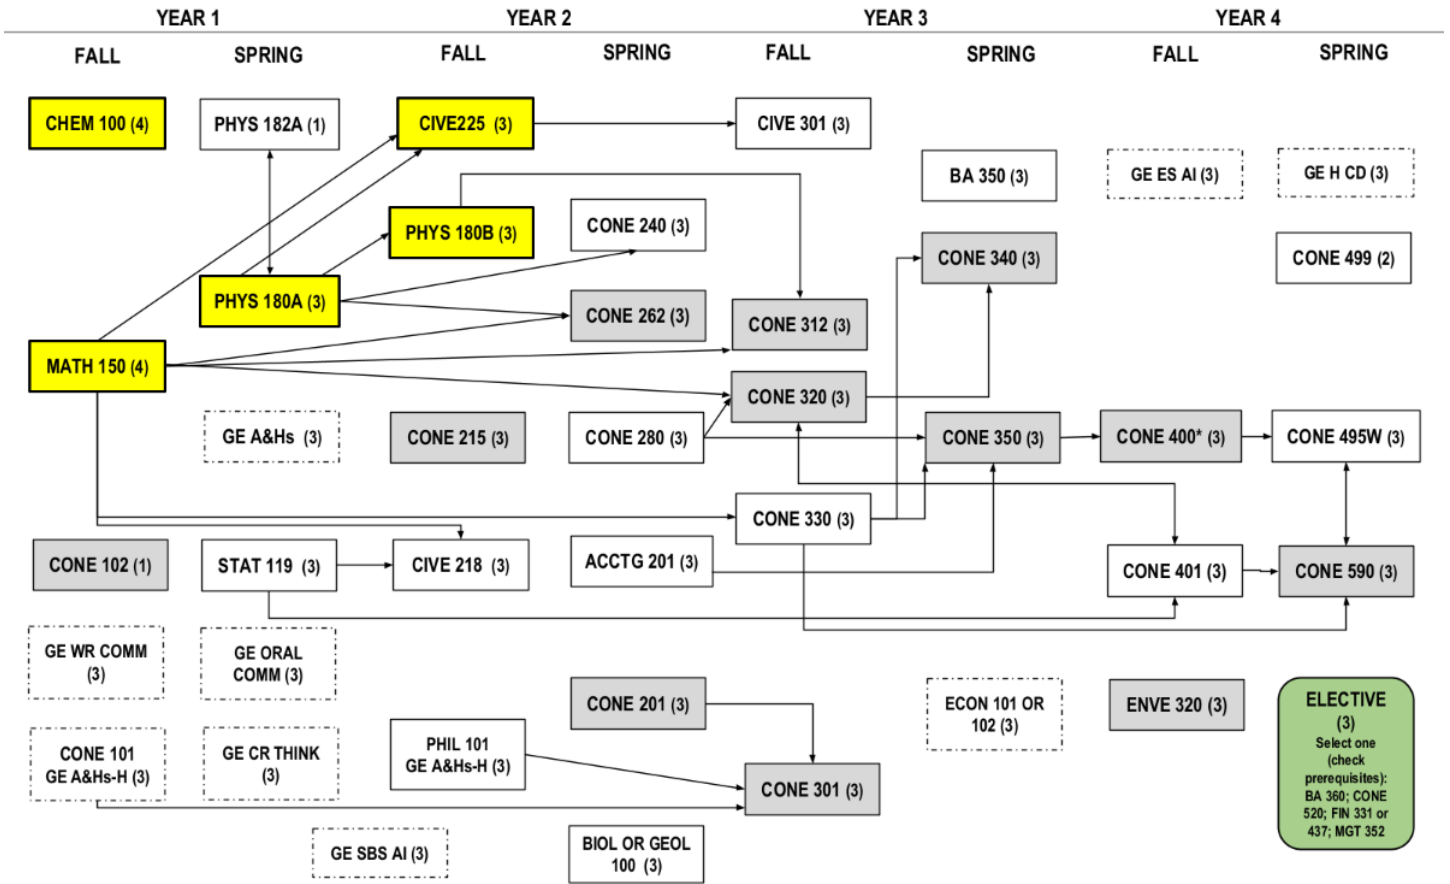 YEAR 1
YEAR 2
YEAR 3
YEAR 4
FALL
SPRING
FALL
SPRING
FALL
SPRING
FALL
SPRING
CHEM 100 (4)
PHYS 182A (1)
CIVE225 (3)
CIVE 301 (3)
BA 350 (3)
GE ES AI (3)
GE H CD (3)
PHYS 180B (3)
CONE 240 (3)
CONE 340 (3)
CONE 499 (2)
PHYS 180A (3)
CONE 262 (3)
CONE 312 (3)
MATH 150 (4)
CONE 320 (3)
GE A&Hs (3)
CONE 215 (3)
CONE 280 (3)
CONE 350 (3)
CONE 400* (3)
CONE 495W (3)
CONE 330 (3)
CONE 102 (1)
STAT 119 (3)
CIVE 218 (3)
ACCTG 201 (3)
CONE 401 (3)
CONE 590 (3)
GE WR COMM
(3)
GE ORAL
COMM (3)
CONE 201 (3)
ECON 101 OR
102 (3)
ENVE 320 (3)
ELECTIVE
(3)
Select one
(check
prerequisites):
BA 360; CONE
520; FIN 331 or
437; MGT 352
CONE 101
GE A&Hs-H (3)
GE CR THINK
(3)
PHIL 101
GE A&Hs-H (3)
CONE 301 (3)
GE SBS AI (3)
BIOL OR GEOL
100 (3)